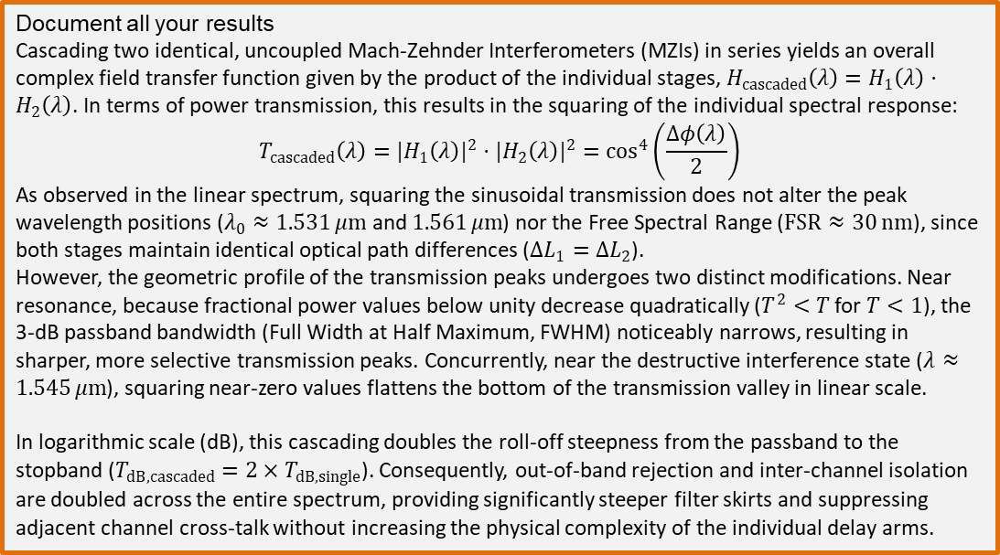 Document all your results
Cascading two identical, uncoupled Mach-Zehnder Interferometers (MZIs) in series yields an overall
complex field transfer function given by the product of the individual stages, H_cascaded(λ) = H₁(λ) ·
H₂(λ). In terms of power transmission, this results in the squaring of the individual spectral response:
T_cascaded(λ) = |H₁(λ)|² · |H₂(λ)|² = cos⁴(Δϕ(λ)/2)
As observed in the linear spectrum, squaring the sinusoidal transmission does not alter the peak
wavelength positions (λ₀ ≈ 1.531 μm and 1.561 μm) nor the Free Spectral Range (FSR ≈ 30 nm), since
both stages maintain identical optical path differences (ΔL₁ = ΔL₂).
However, the geometric profile of the transmission peaks undergoes two distinct modifications. Near
resonance, because fractional power values below unity decrease quadratically (T² < T for T < 1), the
3-dB passband bandwidth (Full Width at Half Maximum, FWHM) noticeably narrows, resulting in
sharper, more selective transmission peaks. Concurrently, near the destructive interference state (λ ≈
1.545 μm), squaring near-zero values flattens the bottom of the transmission valley in linear scale.
In logarithmic scale (dB), this cascading doubles the roll-off steepness from the passband to the
stopband (T_dB,cascaded = 2 × T_dB,single). Consequently, out-of-band rejection and inter-channel isolation
are doubled across the entire spectrum, providing significantly steeper filter skirts and suppressing
adjacent channel cross-talk without increasing the physical complexity of the individual delay arms.